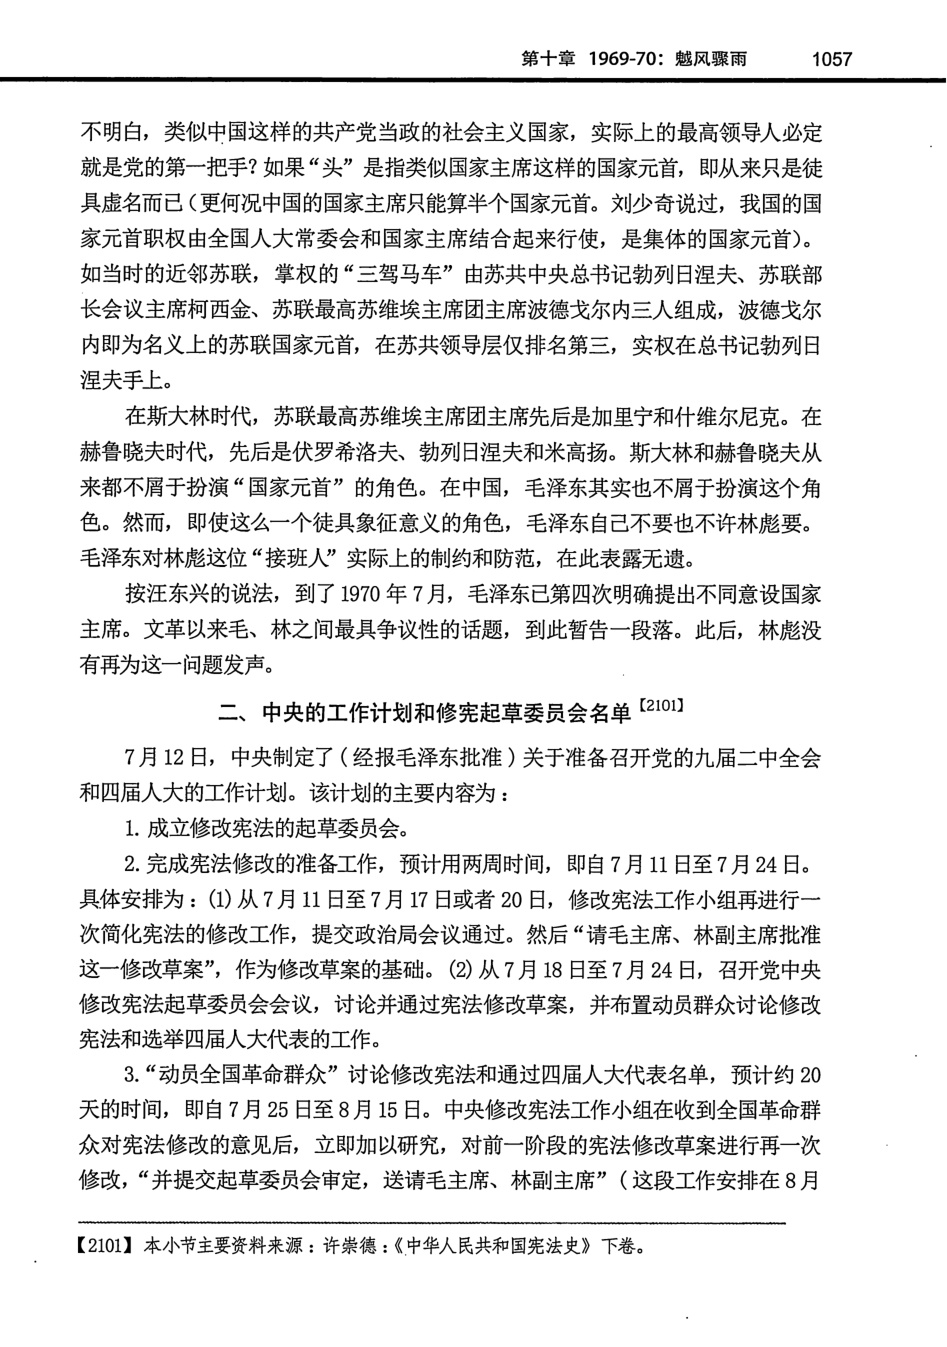 第十章 1969-70：魆风骤雨 1057
不明白，类似中国这样的共产党当政的社会主义国家，实际上的最高领导人必定
就是党的第一把手？如果“头”是指类似国家主席这样的国家元首，即从来只是徒
具虚名而已（更何况中国的国家主席只能算半个国家元首。刘少奇说过，我国的国
家元首职权由全国人大常委会和国家主席结合起来行使，是集体的国家元首）。
如当时的近邻苏联，掌权的“三驾马车”由苏共中央总书记勃列日涅夫、苏联部
长会议主席柯西金、苏联最高苏维埃主席团主席波德戈尔内三人组成，波德戈尔
内即为名义上的苏联国家元首，在苏共领导层仅排名第三，实权在总书记勃列日
涅夫手上。
在斯大林时代，苏联最高苏维埃主席团主席先后是加里宁和什维尔尼克。在
赫鲁晓夫时代，先后是伏罗希洛夫、勃列日涅夫和米高扬。斯大林和赫鲁晓夫从
来都不屑于扮演“国家元首”的角色。在中国，毛泽东其实也不屑于扮演这个角
色。然而，即使这么一个徒具象征意义的角色，毛泽东自己不要也不许林彪要。
毛泽东对林彪这位“接班人”实际上的制约和防范，在此表露无遗。
按汪东兴的说法，到了1970年7月，毛泽东已第四次明确提出不同意设国家
主席。文革以来毛、林之间最具争议性的话题，到此暂告一段落。此后，林彪没
有再为这一问题发声。
二、中央的工作计划和修宪起草委员会名单【2101】
7月12日，中央制定了（经报毛泽东批准）关于准备召开党的九届二中全会
和四届人大的工作计划。该计划的主要内容为：
1. 成立修改宪法的起草委员会。
2. 完成宪法修改的准备工作，预计用两周时间，即自7月11日至7月24日。
具体安排为：(1)从7月11日至7月17日或者20日，修改宪法工作小组再进行一
次简化宪法的修改工作，提交政治局会议通过。然后“请毛主席、林副主席批准
这一修改草案”，作为修改草案的基础。(2)从7月18日至7月24日，召开党中央
修改宪法起草委员会会议，讨论并通过宪法修改草案，并布置动员群众讨论修改
宪法和选举四届人大代表的工作。
3.“动员全国革命群众”讨论修改宪法和通过四届人大代表名单，预计约20
天的时间，即自7月25日至8月15日。中央修改宪法工作小组在收到全国革命群
众对宪法修改的意见后，立即加以研究，对前一阶段的宪法修改草案进行再一次
修改，“并提交起草委员会审定，送请毛主席、林副主席”（这段工作安排在8月
【2101】本小节主要资料来源：许崇德：《中华人民共和国宪法史》下卷。